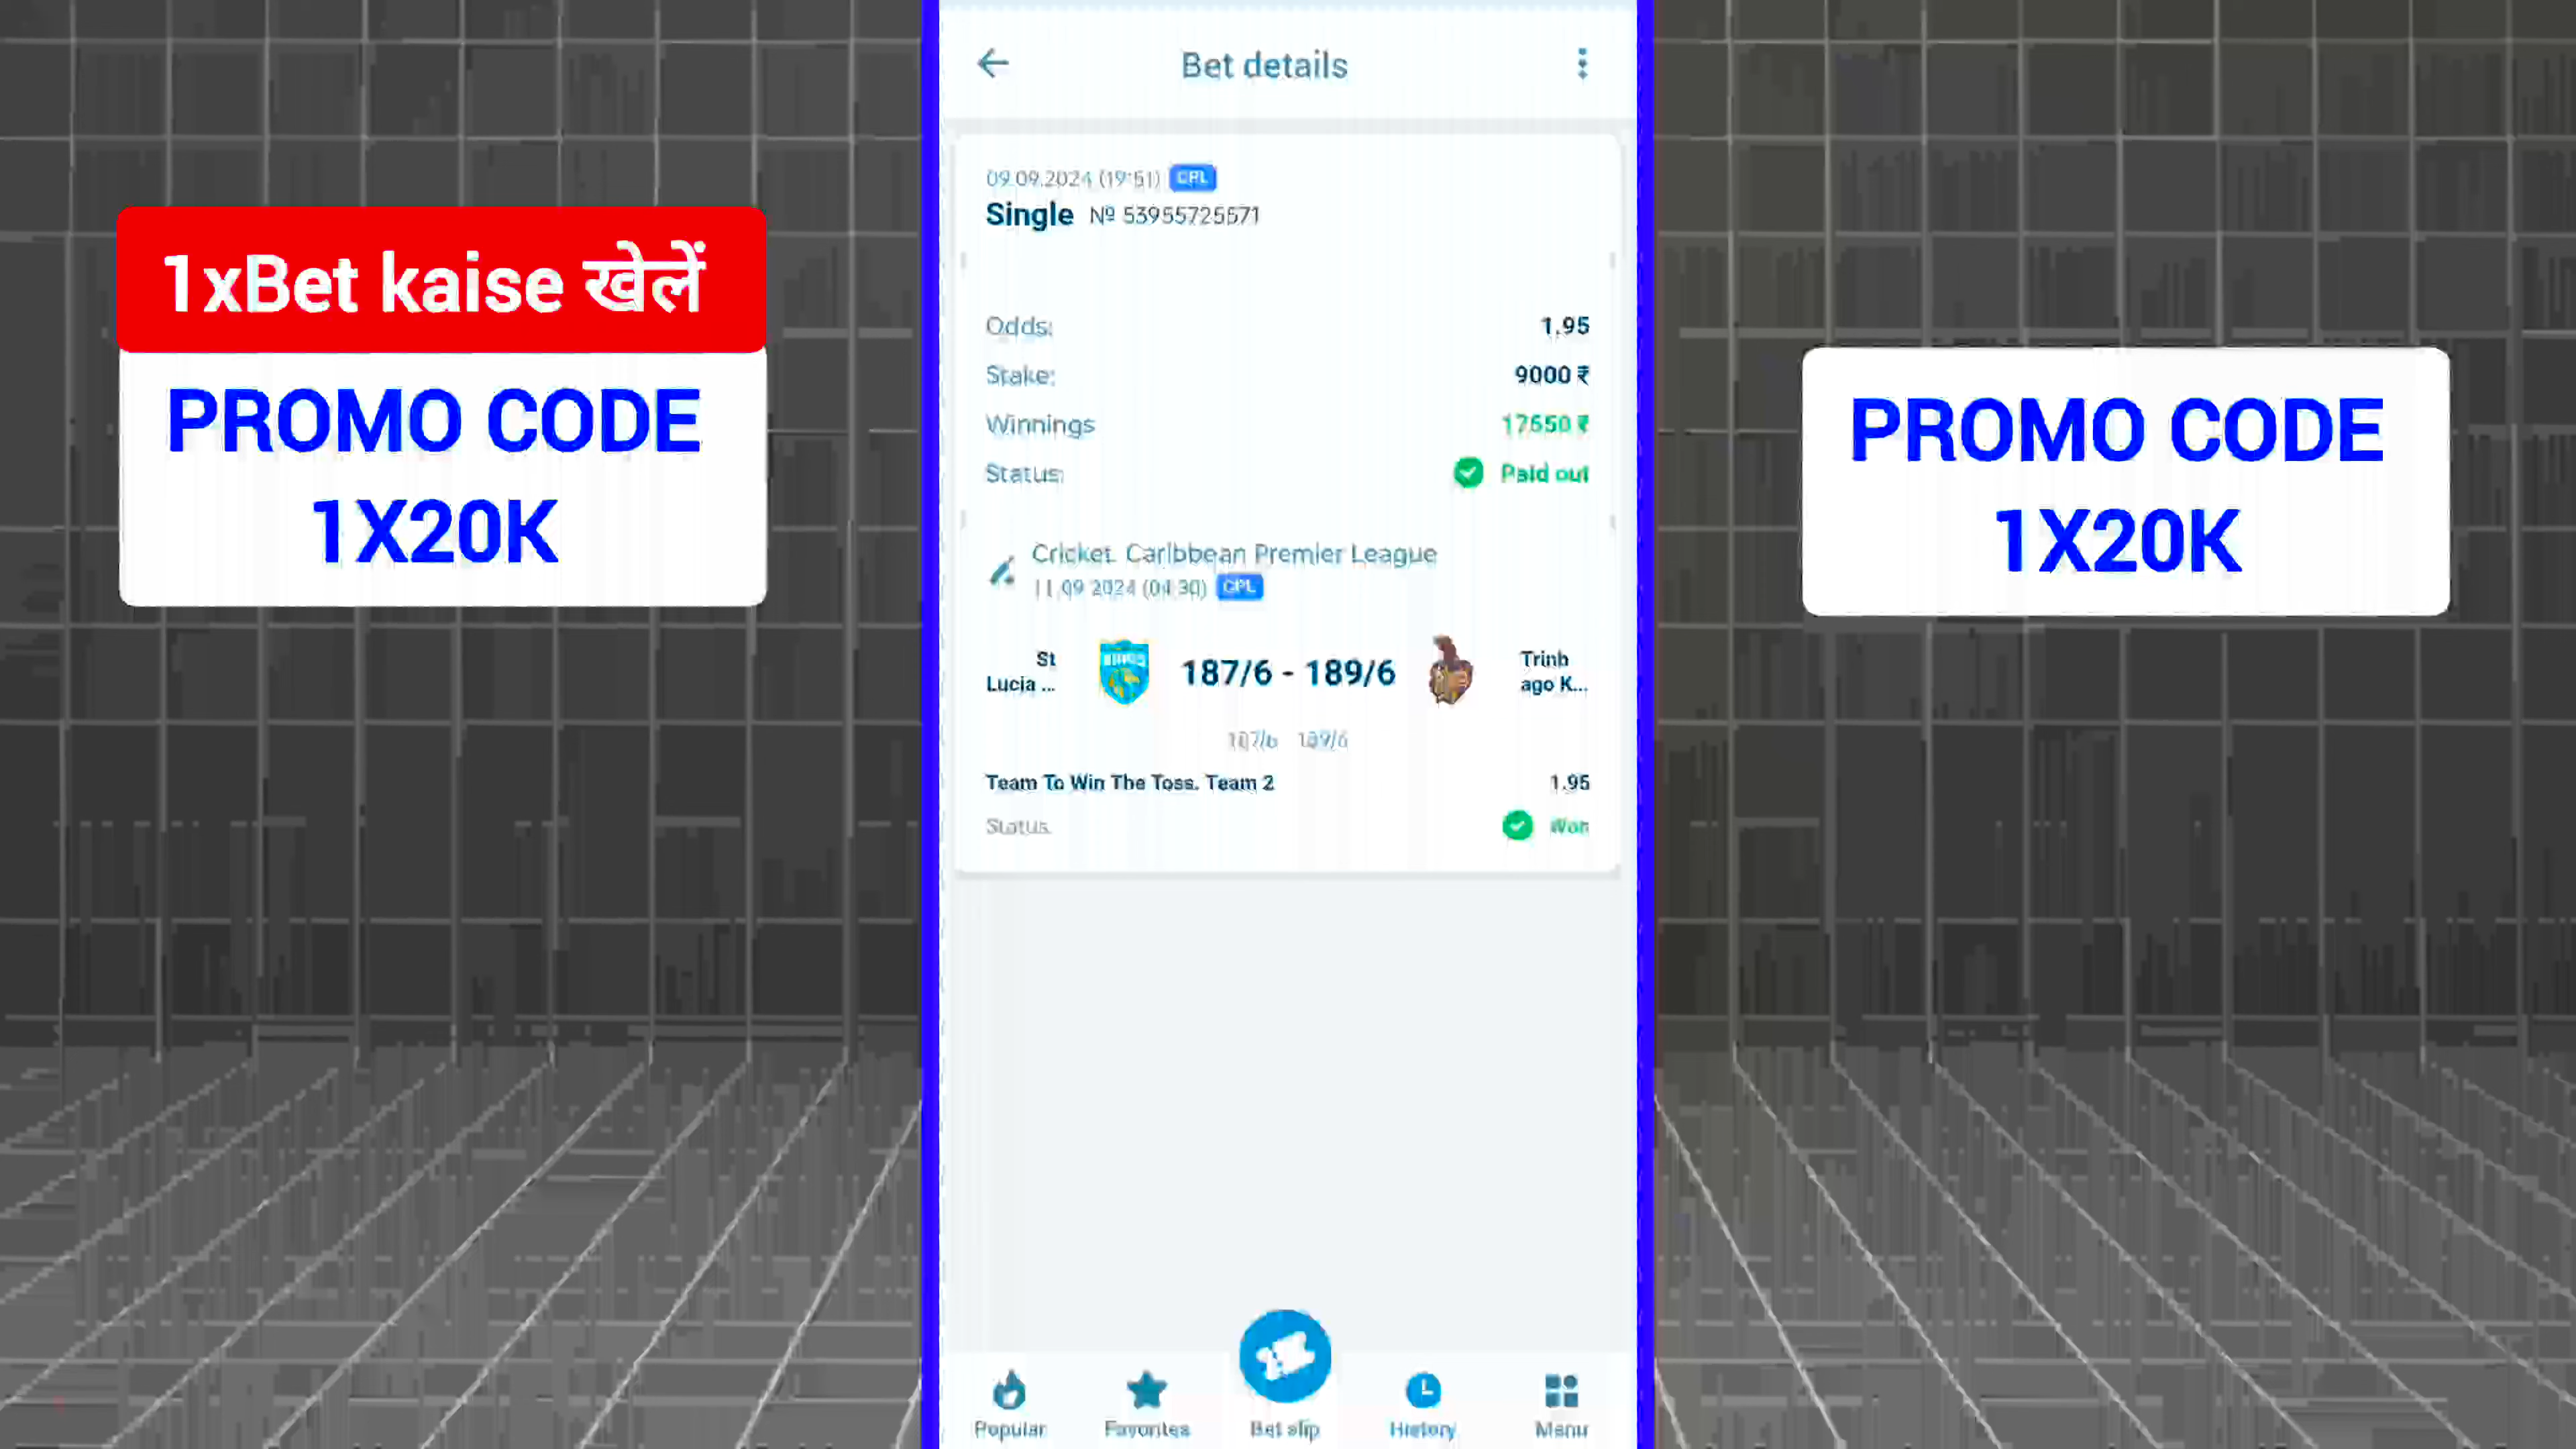 1xBet kaise खेलें
PROMO CODE
1X20K
Bet details
09.09.2024 (19:51) CPL
Single № 53955725571
Odds: 1.95
Stake: 9000 ₹
Winnings 17550 ₹
Status: Paid out
Cricket. Caribbean Premier League
11.09.2024 (04:30) CPL
St Lucia ... KINGS 187/6 - 189/6 Trinb ago K...
187/6 189/6
Team To Win The Toss. Team 2 1.95
Status: Won
Popular Favorites Bet slip History Menu
PROMO CODE
1X20K